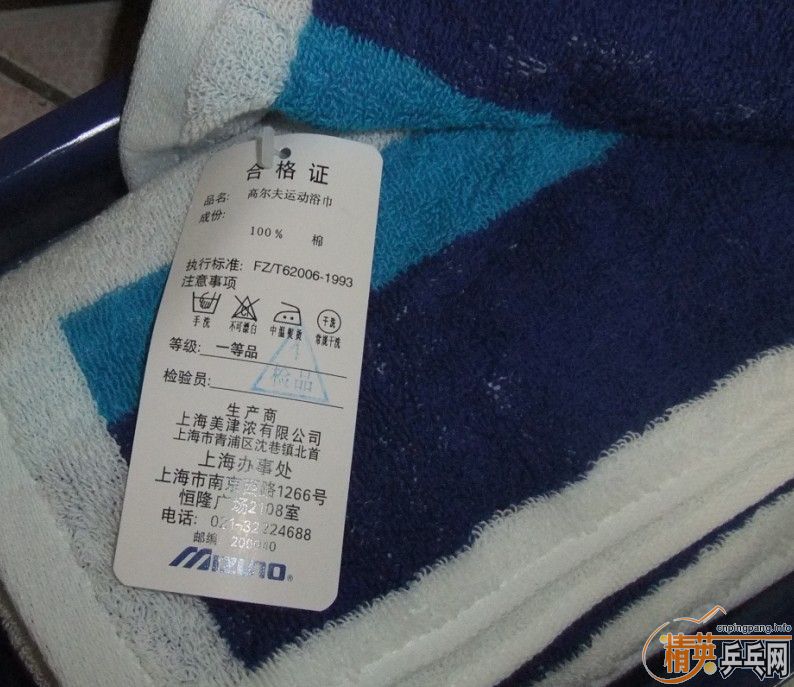 合格证
品名: 高尔夫运动浴巾
成份:
100% 棉
执行标准: FZ/T62006-1993
注意事项
手洗 不可漂白 中温熨烫 干洗 常规干洗
等级: 一等品
检验员:
1
检品
生产商
上海美津浓有限公司
上海市青浦区沈巷镇北首
上海办事处
上海市南京西路1266号
恒隆广场2108室
电话: 021-32224688
邮编 200040
MIZUNO®
cnpingpang.info
精英乒乓网